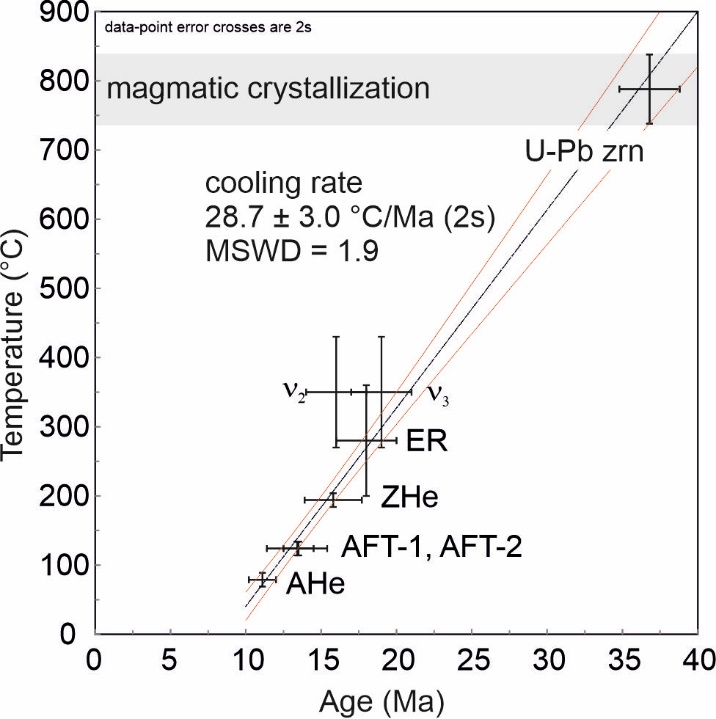 data-point error crosses are 2s
magmatic crystallization
U-Pb zrn
cooling rate
28.7 ± 3.0 °C/Ma (2s)
MSWD = 1.9
ν₂
ν₃
ER
ZHe
AFT-1, AFT-2
AHe
Temperature (°C)
900
800
700
600
500
400
300
200
100
0
0 5 10 15 20 25 30 35 40
Age (Ma)